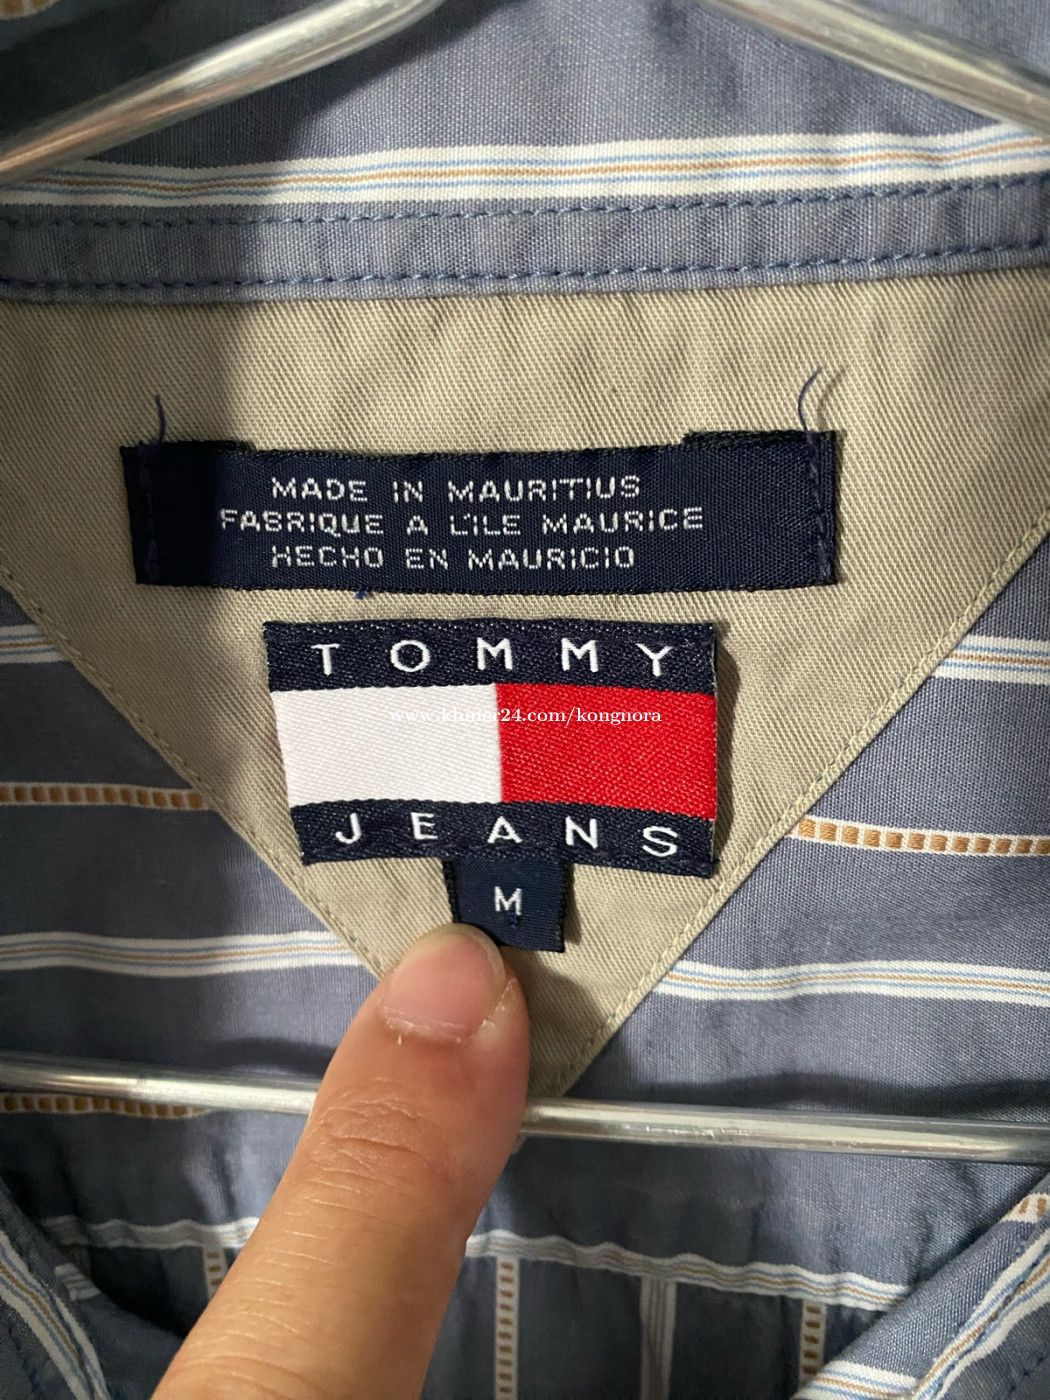 MADE IN MAURITIUS
FABRIQUE A L'ILE MAURICE
HECHO EN MAURICIO
TOMMY
www.khmer24.com/kongnora
JEANS
M